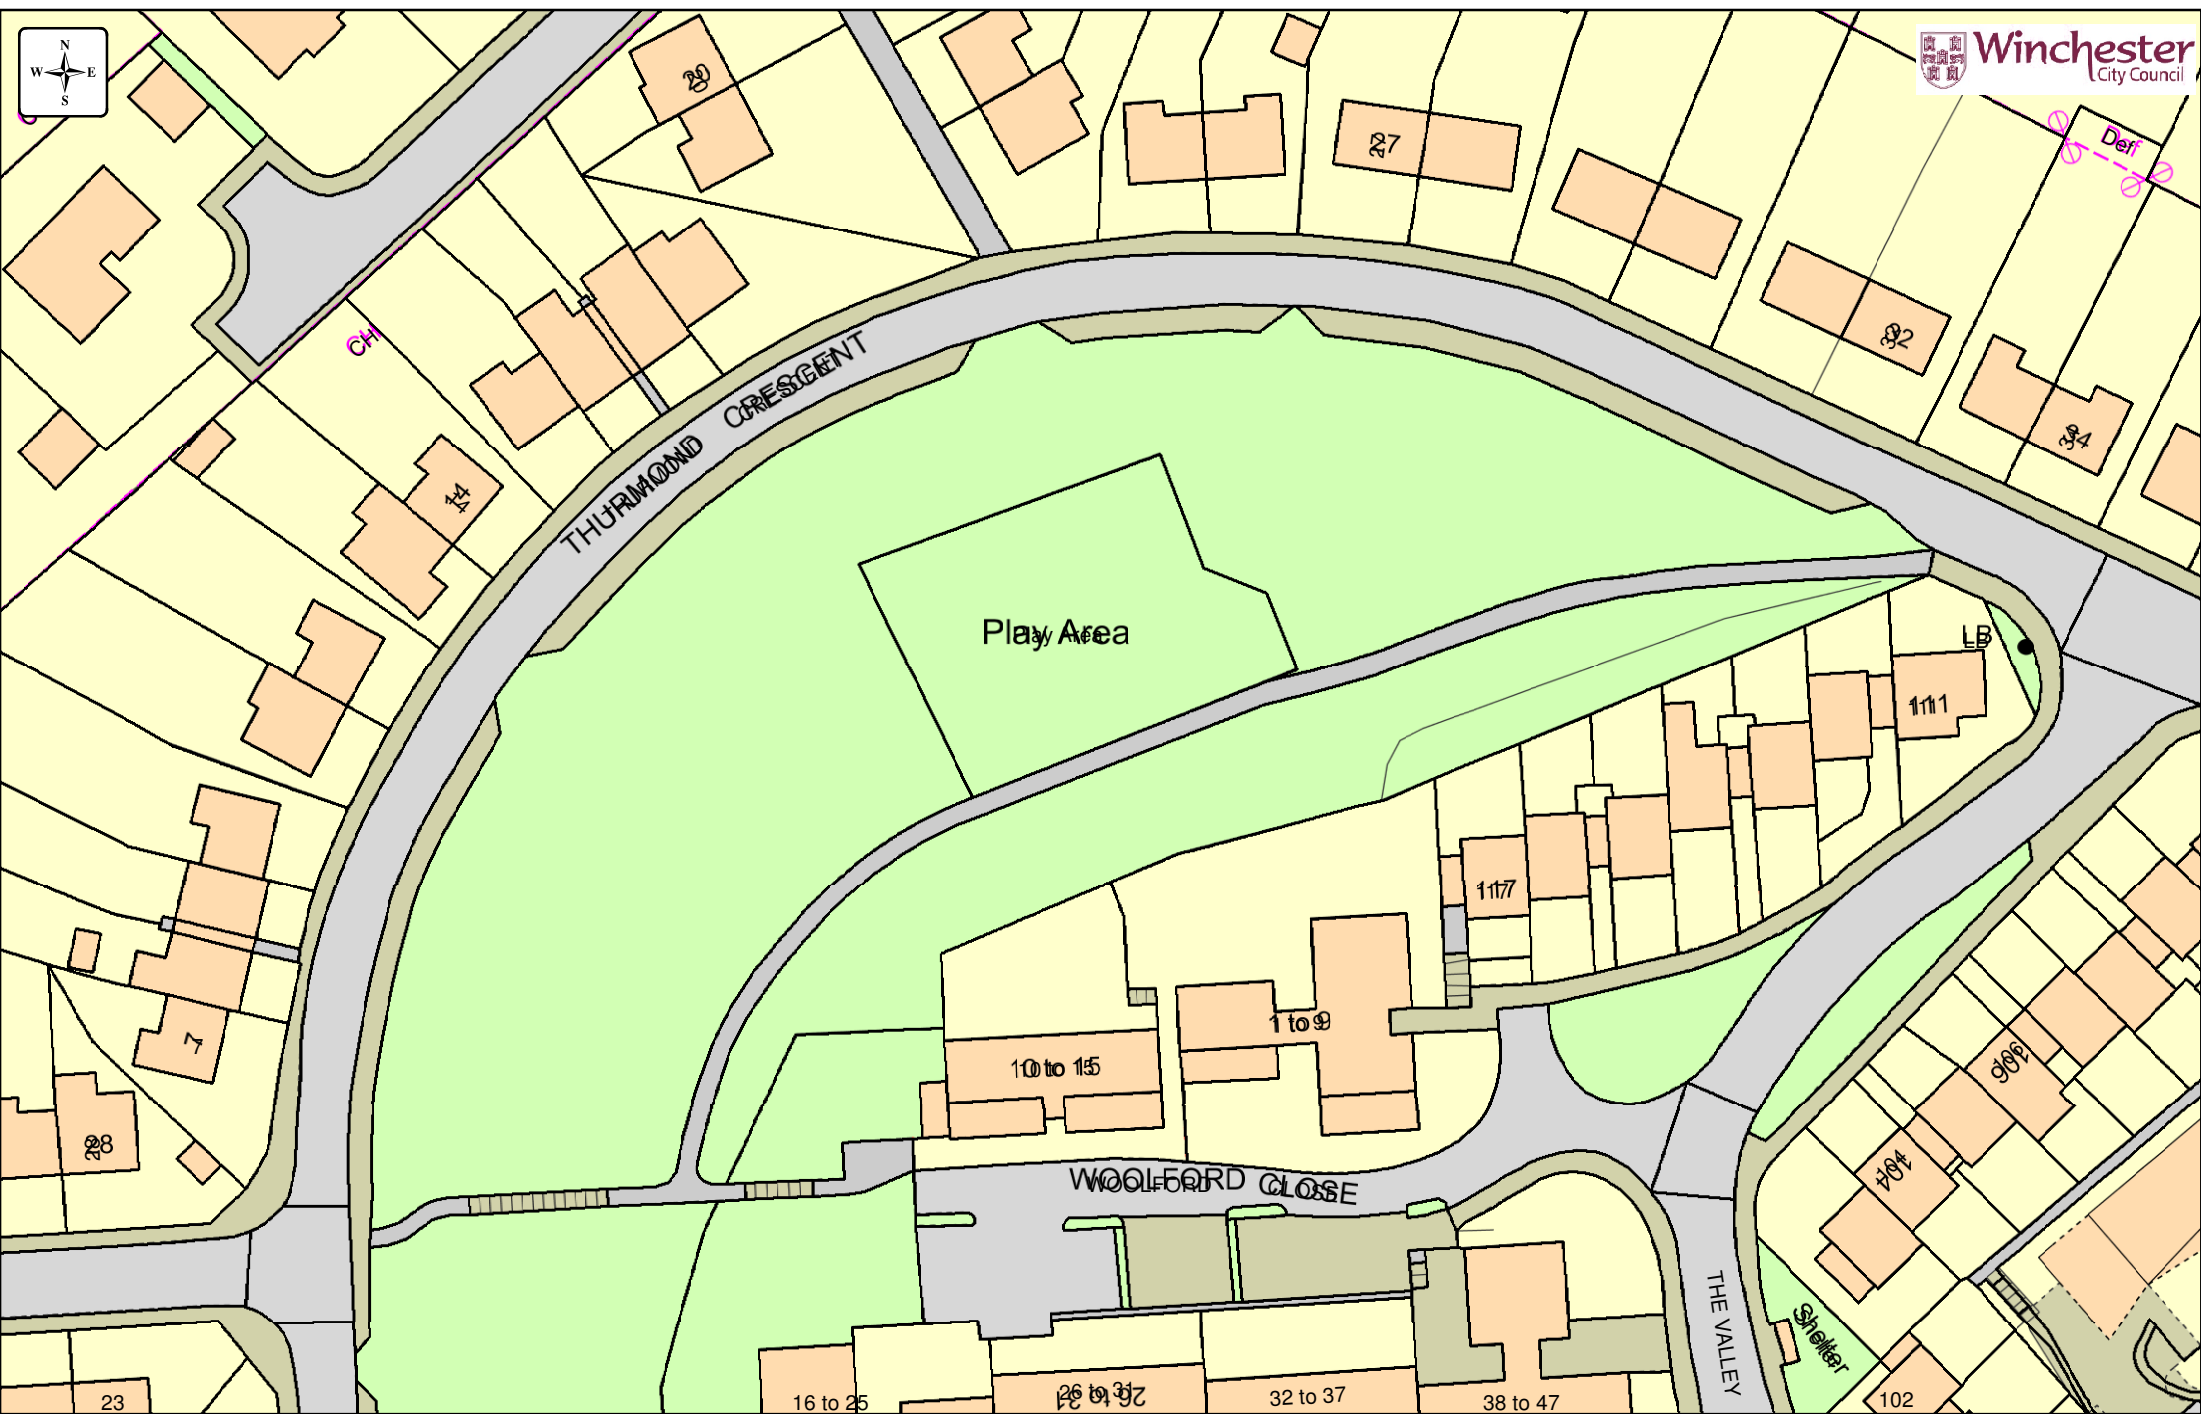 N
W E
S
Winchester
City Council
20
27
Def
CH
32
34
THURMOND CRESCENT
14
Play Area
LB
111
117
7
1 to 9
10 to 15
28
106
104
WOOLFORD CLOSE
THE VALLEY
Shelter
23
16 to 25
26 to 31
32 to 37
38 to 47
102